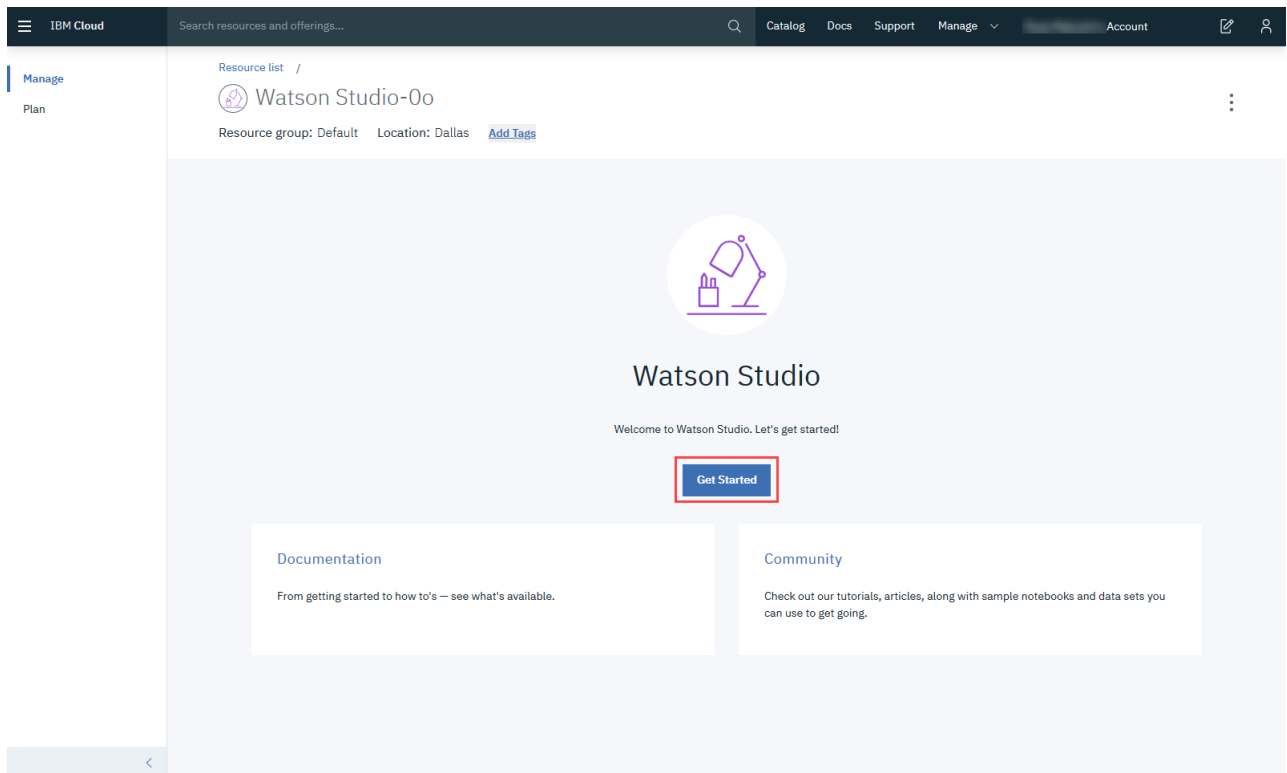 IBM Cloud
Search resources and offerings...
Catalog
Docs
Support
Manage
Account
Manage
Plan
Resource list /
Watson Studio-0o
Resource group: Default Location: Dallas Add Tags
Watson Studio
Welcome to Watson Studio. Let's get started!
Get Started
Documentation
From getting started to how to's — see what's available.
Community
Check out our tutorials, articles, along with sample notebooks and data sets you
can use to get going.